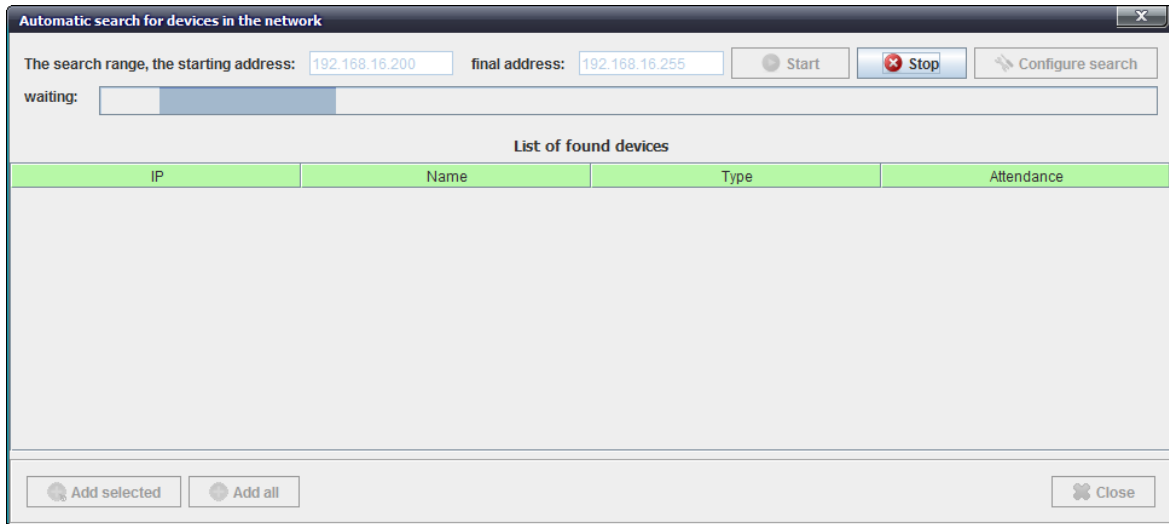 Automatic search for devices in the network
x
The search range, the starting address: 192.168.16.200 final address: 192.168.16.255 Start Stop Configure search
waiting:
List of found devices
IP Name Type Attendance
Add selected Add all Close